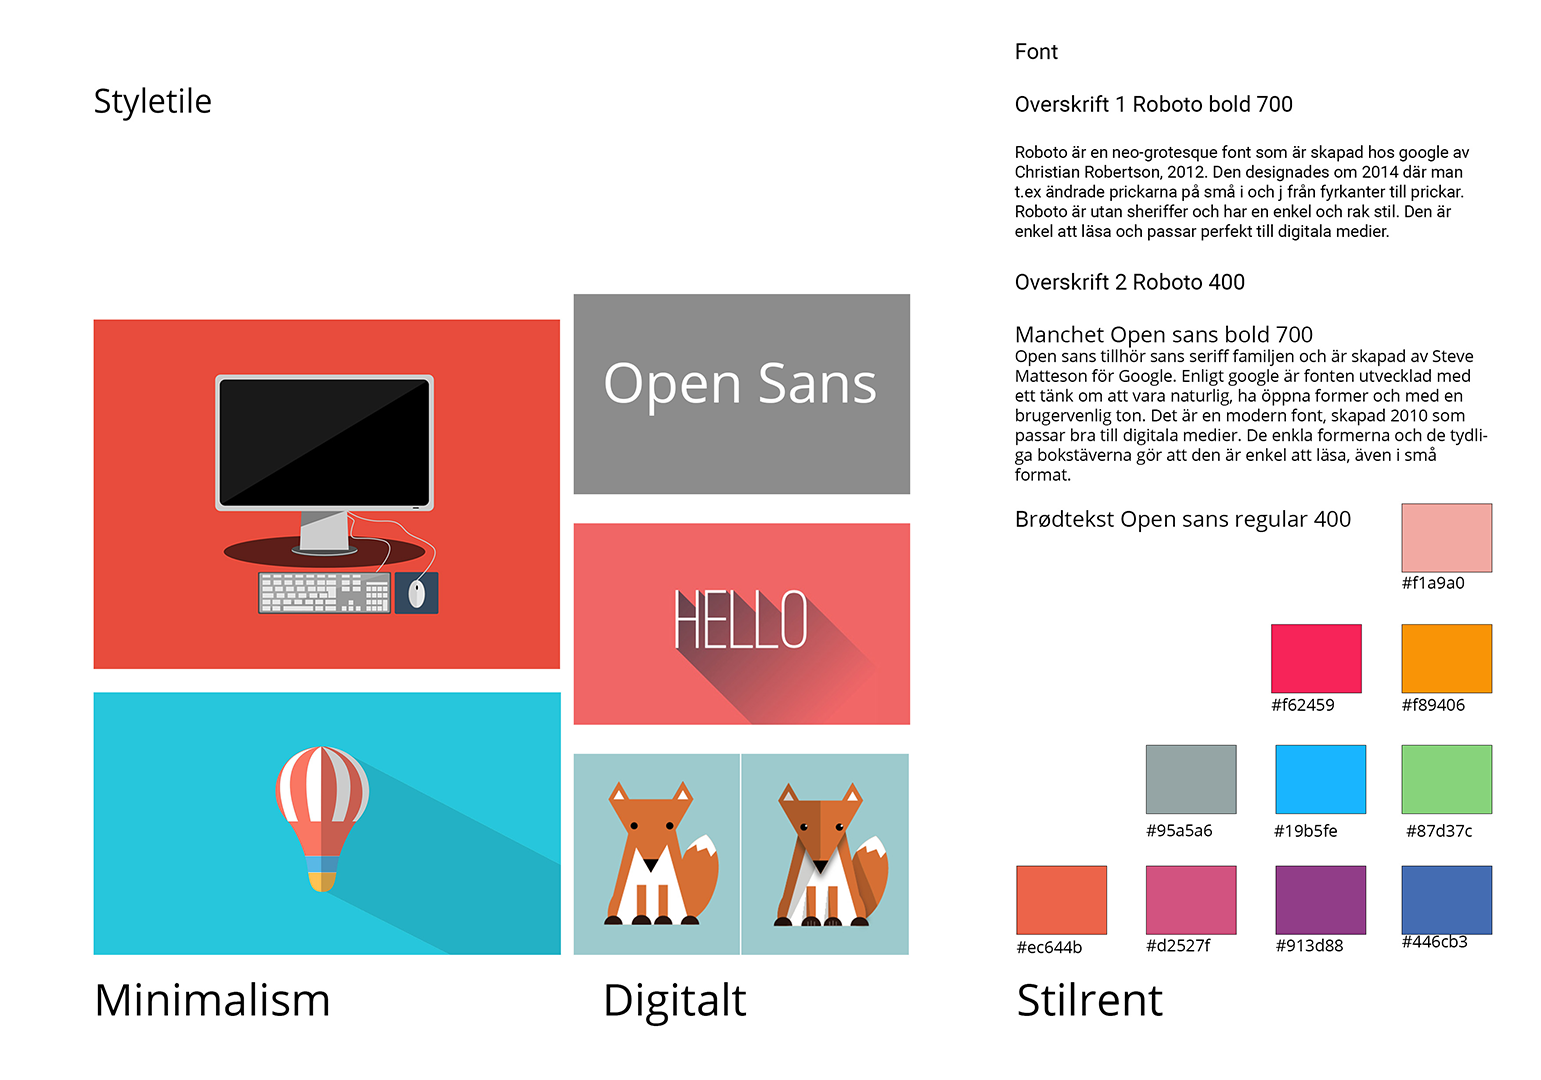 Styletile
Open Sans
HELLO
Minimalism
Digitalt
Font
Overskrift 1 Roboto bold 700
Roboto är en neo-grotesque font som är skapad hos google av
Christian Robertson, 2012. Den designades om 2014 där man
t.ex ändrade prickarna på små i och j från fyrkanter till prickar.
Roboto är utan sheriffer och har en enkel och rak stil. Den är
enkel att läsa och passar perfekt till digitala medier.
Overskrift 2 Roboto 400
Manchet Open sans bold 700
Open sans tillhör sans seriff familjen och är skapad av Steve
Matteson för Google. Enligt google är fonten utvecklad med
ett tänk om att vara naturlig, ha öppna former och med en
brugervenlig ton. Det är en modern font, skapad 2010 som
passar bra till digitala medier. De enkla formerna och de tydli-
ga bokstäverna gör att den är enkel att läsa, även i små
format.
Brødtekst Open sans regular 400
#f1a9a0
#f62459
#f89406
#95a5a6
#19b5fe
#87d37c
#ec644b
#d2527f
#913d88
#446cb3
Stilrent